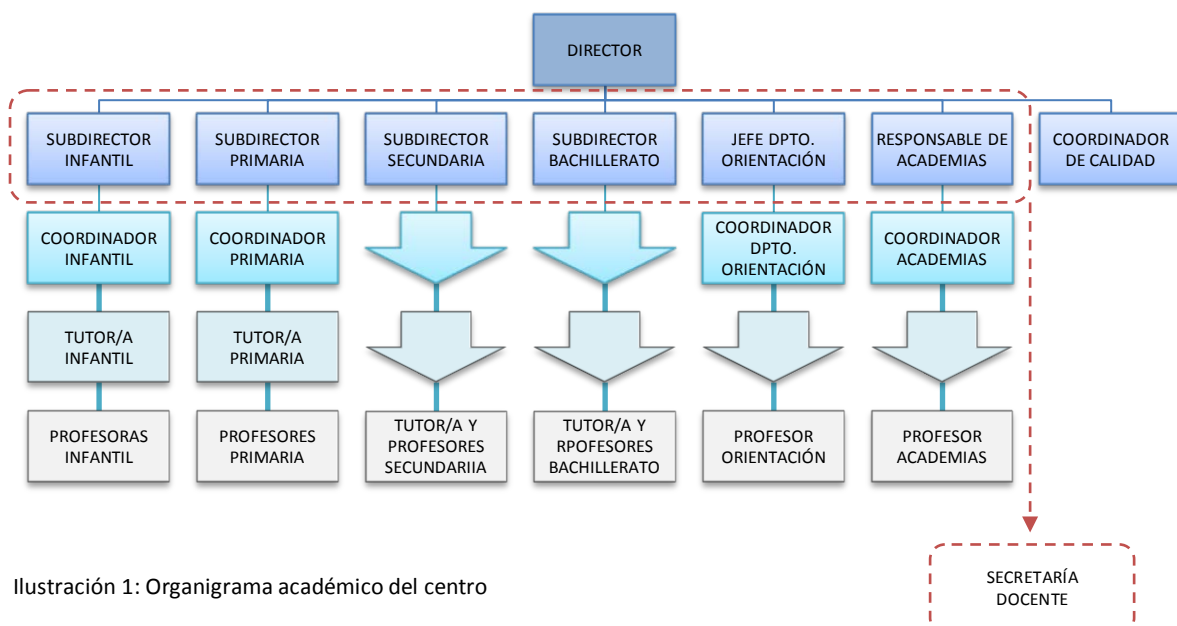 DIRECTOR
SUBDIRECTOR
INFANTIL
SUBDIRECTOR
PRIMARIA
SUBDIRECTOR
SECUNDARIA
SUBDIRECTOR
BACHILLERATO
JEFE DPTO.
ORIENTACIÓN
RESPONSABLE DE
ACADEMIAS
COORDINADOR
DE CALIDAD
COORDINADOR
INFANTIL
COORDINADOR
PRIMARIA
COORDINADOR
DPTO.
ORIENTACIÓN
COORDINADOR
ACADEMIAS
TUTOR/A
INFANTIL
TUTOR/A
PRIMARIA
PROFESORAS
INFANTIL
PROFESORES
PRIMARIA
TUTOR/A Y
PROFESORES
SECUNDARIIA
TUTOR/A Y
RPOFESORES
BACHILLERATO
PROFESOR
ORIENTACIÓN
PROFESOR
ACADEMIAS
Ilustración 1: Organigrama académico del centro
SECRETARÍA
DOCENTE